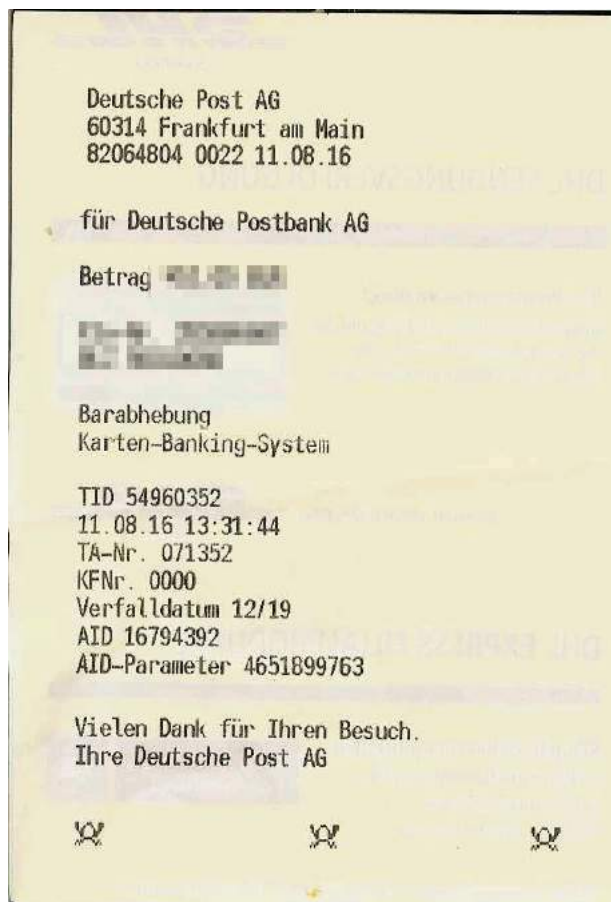 Deutsche Post AG
60314 Frankfurt am Main
82064804 0022 11.08.16
für Deutsche Postbank AG
Betrag
Barabhebung
Karten-Banking-System
TID 54960352
11.08.16 13:31:44
TA-Nr. 071352
KFNr. 0000
Verfalldatum 12/19
AID 16794392
AID-Parameter 4651899763
Vielen Dank für Ihren Besuch.
Ihre Deutsche Post AG